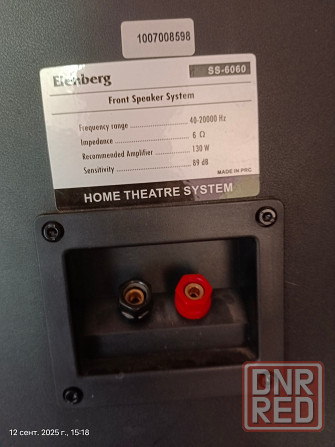 1007008598
Elenberg SS-6060
Front Speaker System
Frequency range 40-20000 Hz
Impedance 6 Ω
Recommended Amplifier 130 W
Sensitivity 89 dB
MADE IN PRC
HOME THEATRE SYSTEM
12 сент. 2025 г., 15:18
DNR
RED